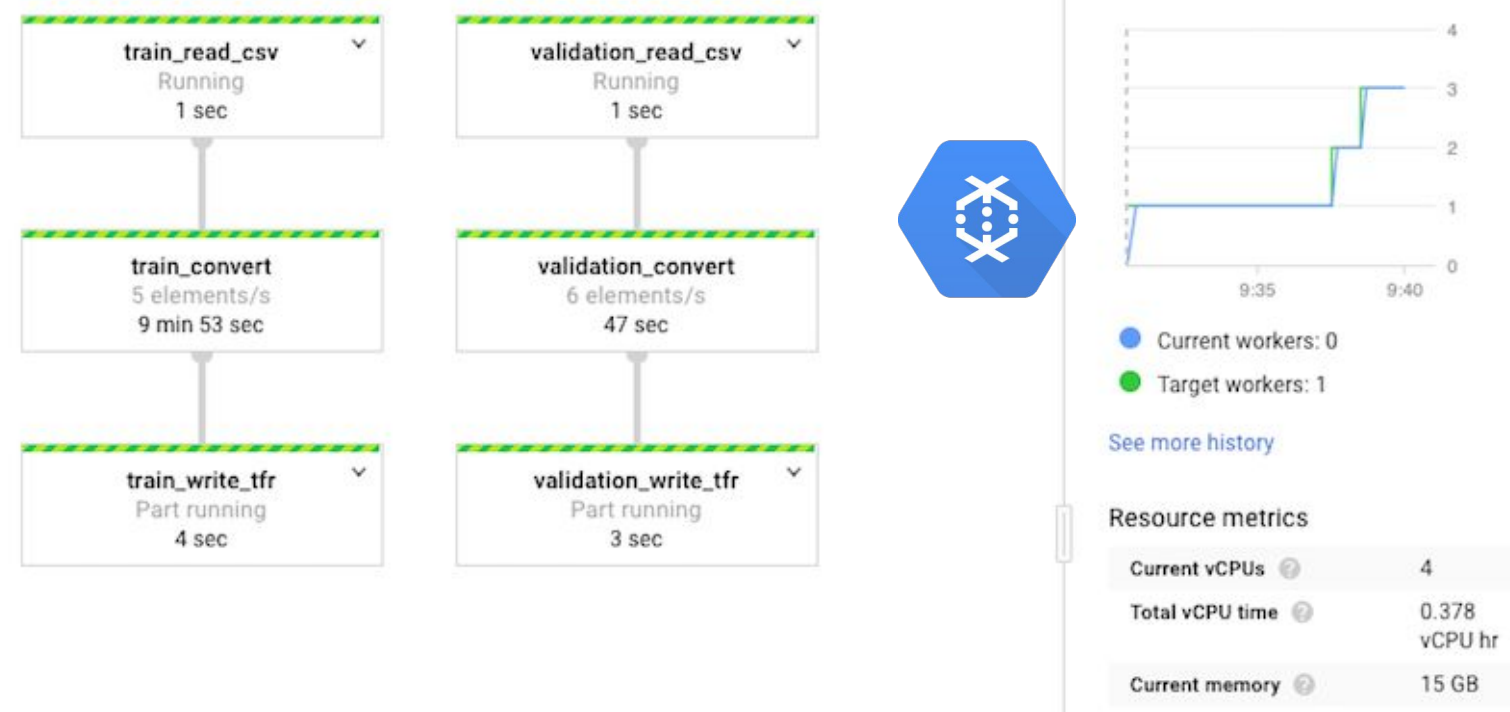 train_read_csv
Running
1 sec
train_convert
5 elements/s
9 min 53 sec
train_write_tfr
Part running
4 sec
validation_read_csv
Running
1 sec
validation_convert
6 elements/s
47 sec
validation_write_tfr
Part running
3 sec
4
3
2
1
0
9:35 9:40
Current workers: 0
Target workers: 1
See more history
Resource metrics
Current vCPUs ? 4
Total vCPU time ? 0.378
vCPU hr
Current memory ? 15 GB